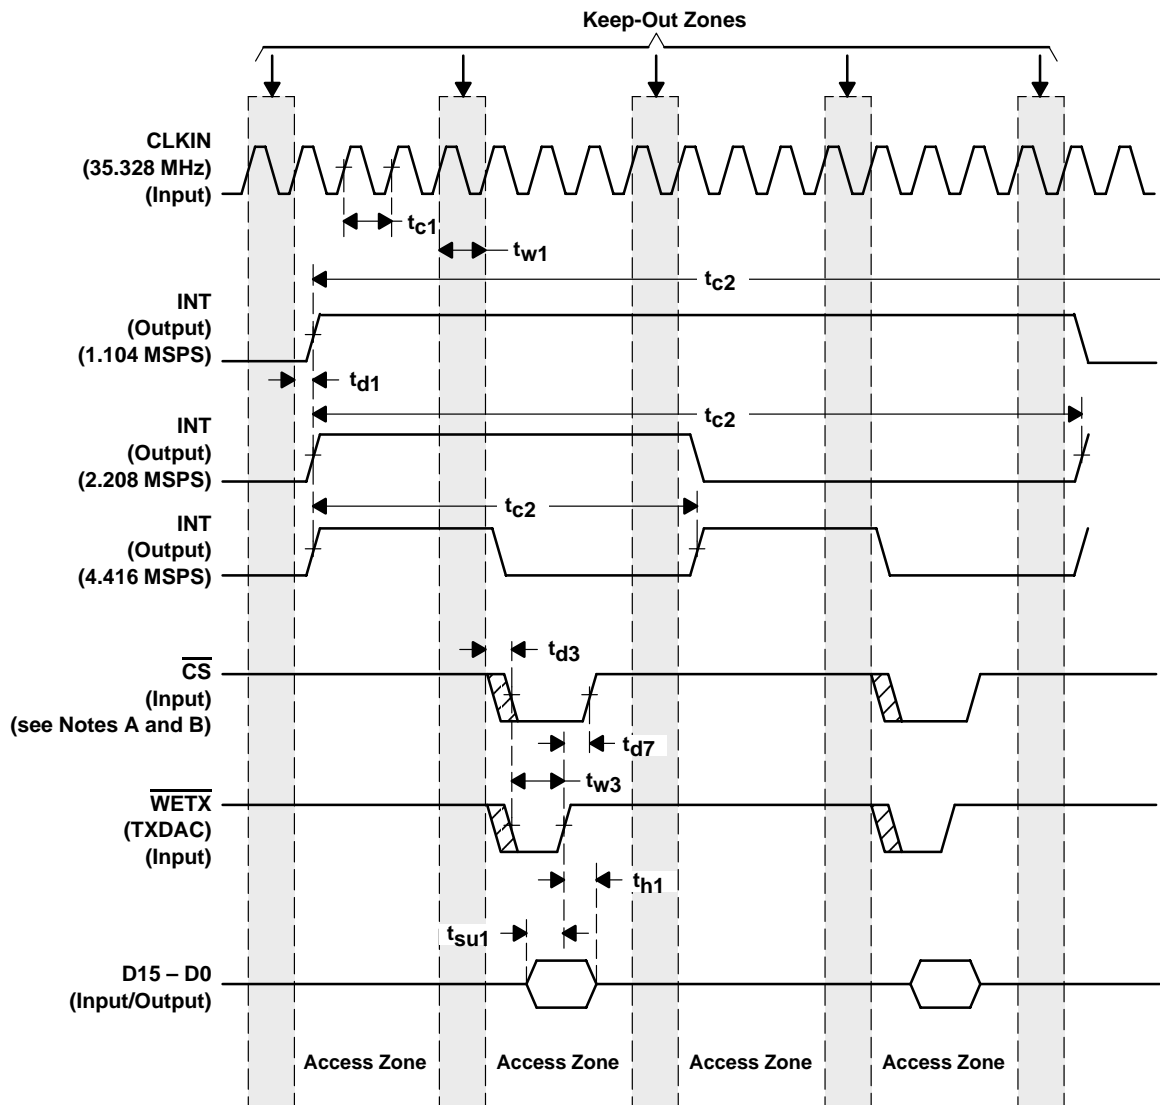 Keep-Out Zones
CLKIN
(35.328 MHz)
(Input)
tc1
tw1
tc2
INT
(Output)
(1.104 MSPS)
td1
tc2
INT
(Output)
(2.208 MSPS)
tc2
INT
(Output)
(4.416 MSPS)
td3
CS
(Input)
(see Notes A and B)
td7
tw3
WETX
(TXDAC)
(Input)
th1
tsu1
D15 – D0
(Input/Output)
Access Zone Access Zone Access Zone Access Zone